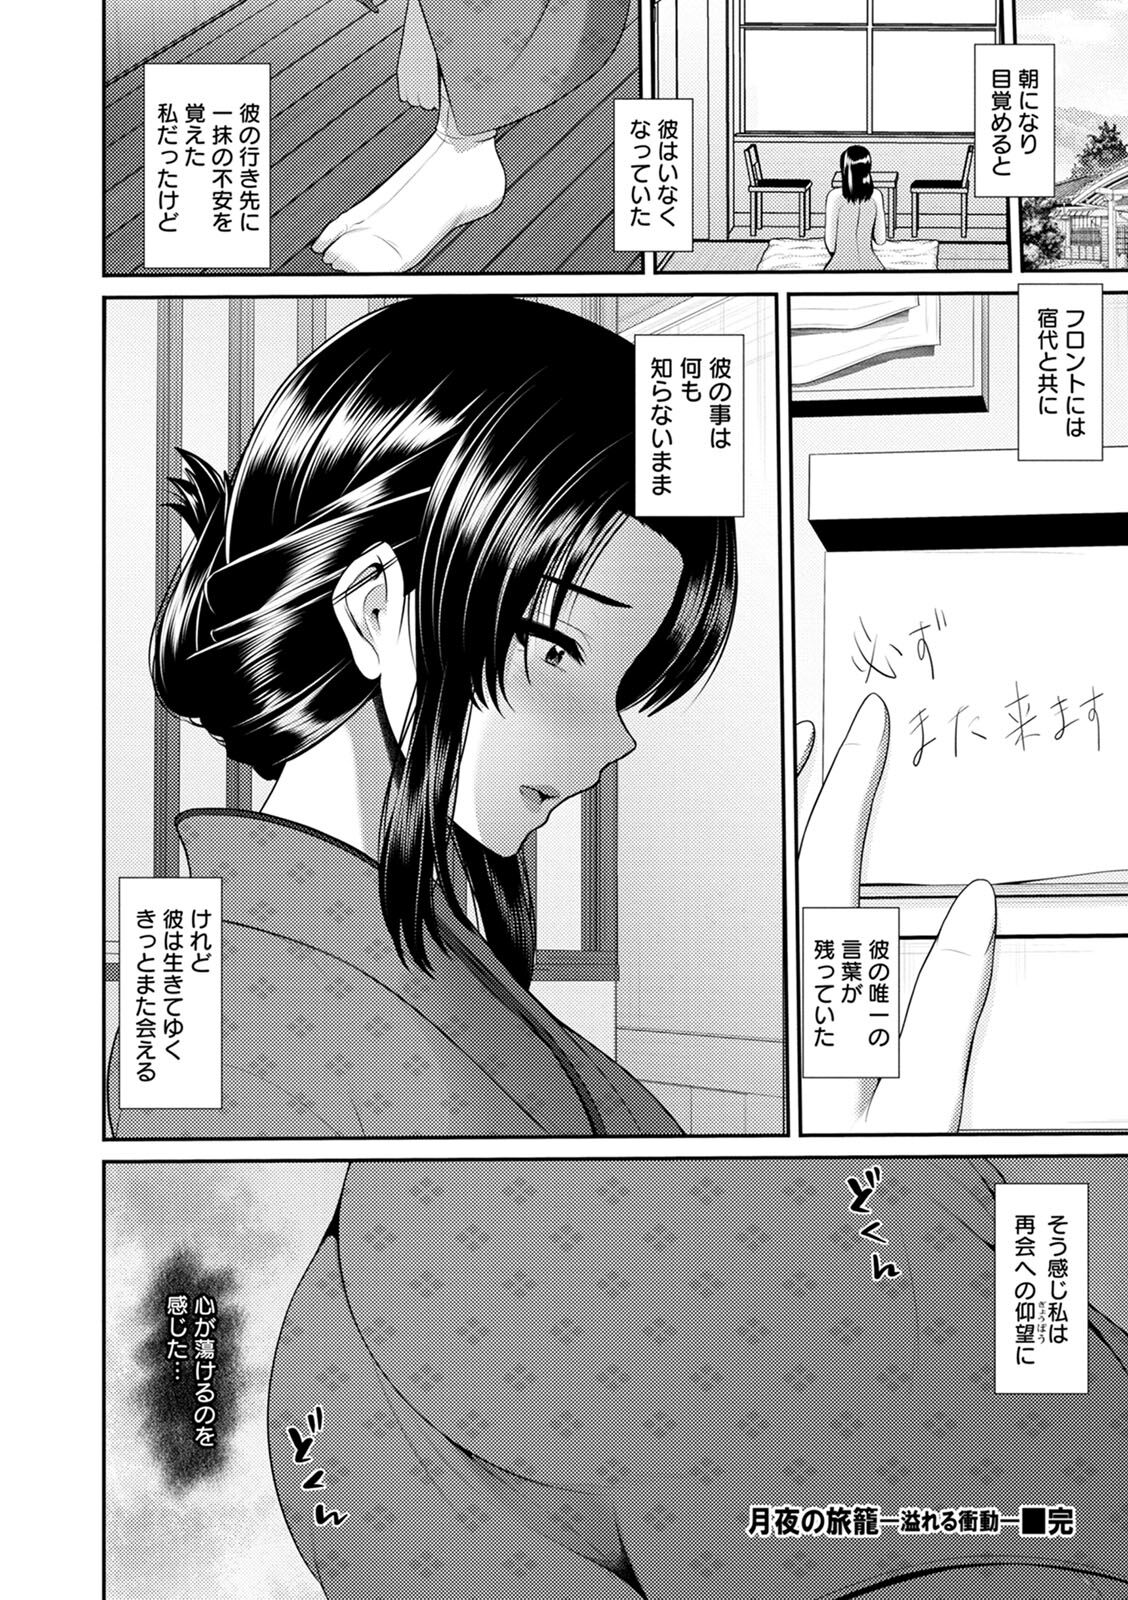 朝になり
目覚めると
彼はいなく
なっていた
彼の行き先に
一抹の不安を
覚えた
私だったけど
フロントには
宿代と共に
必ず
また来ます
彼の唯一の
言葉が
残っていた
彼の事は
何も
知らないまま
けれど
彼は生きてゆく
きっとまた会える
そう感じ私は
再会への仰望に
ぎょうぼう
どくん
どくん
心が蕩けるのを
感じた…
月夜の旅籠―溢れる衝動―■完